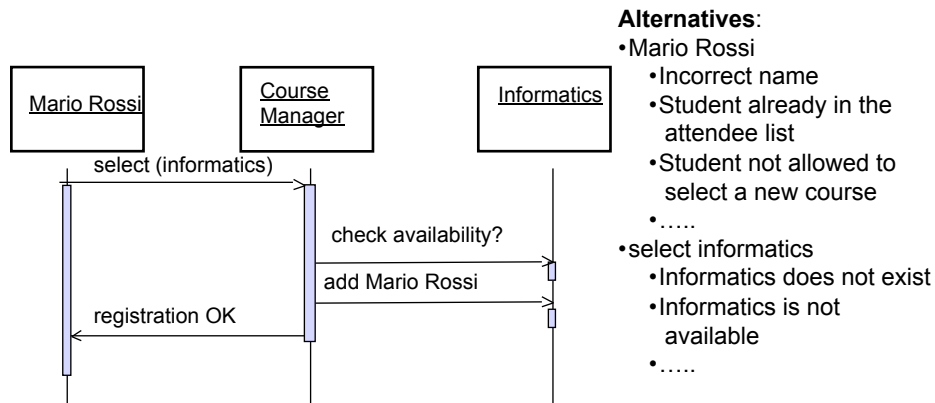 Mario Rossi
Course
Manager
Informatics
select (informatics)
check availability?
add Mario Rossi
registration OK
Alternatives:
•Mario Rossi
•Incorrect name
•Student already in the
attendee list
•Student not allowed to
select a new course
•…..
•select informatics
•Informatics does not exist
•Informatics is not
available
•…..